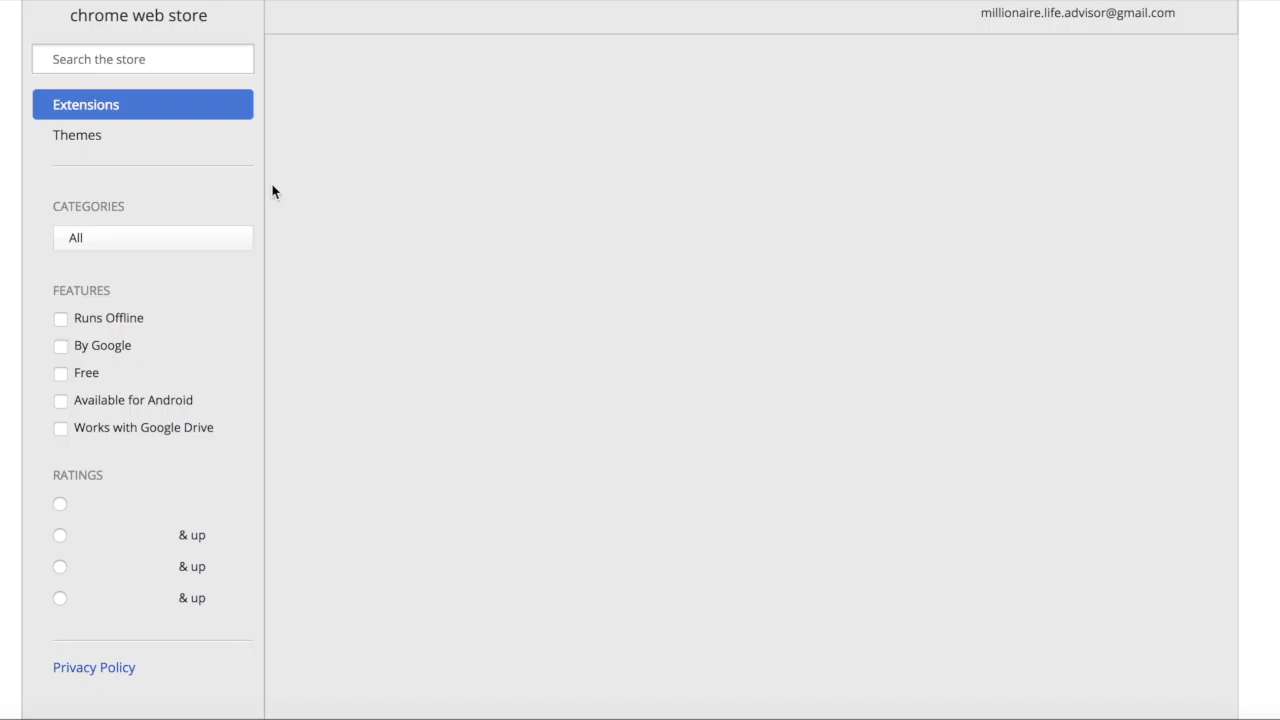 chrome web store
millionaire.life.advisor@gmail.com
Search the store
Extensions
Themes
CATEGORIES
All
FEATURES
Runs Offline
By Google
Free
Available for Android
Works with Google Drive
RATINGS
& up
& up
& up
Privacy Policy